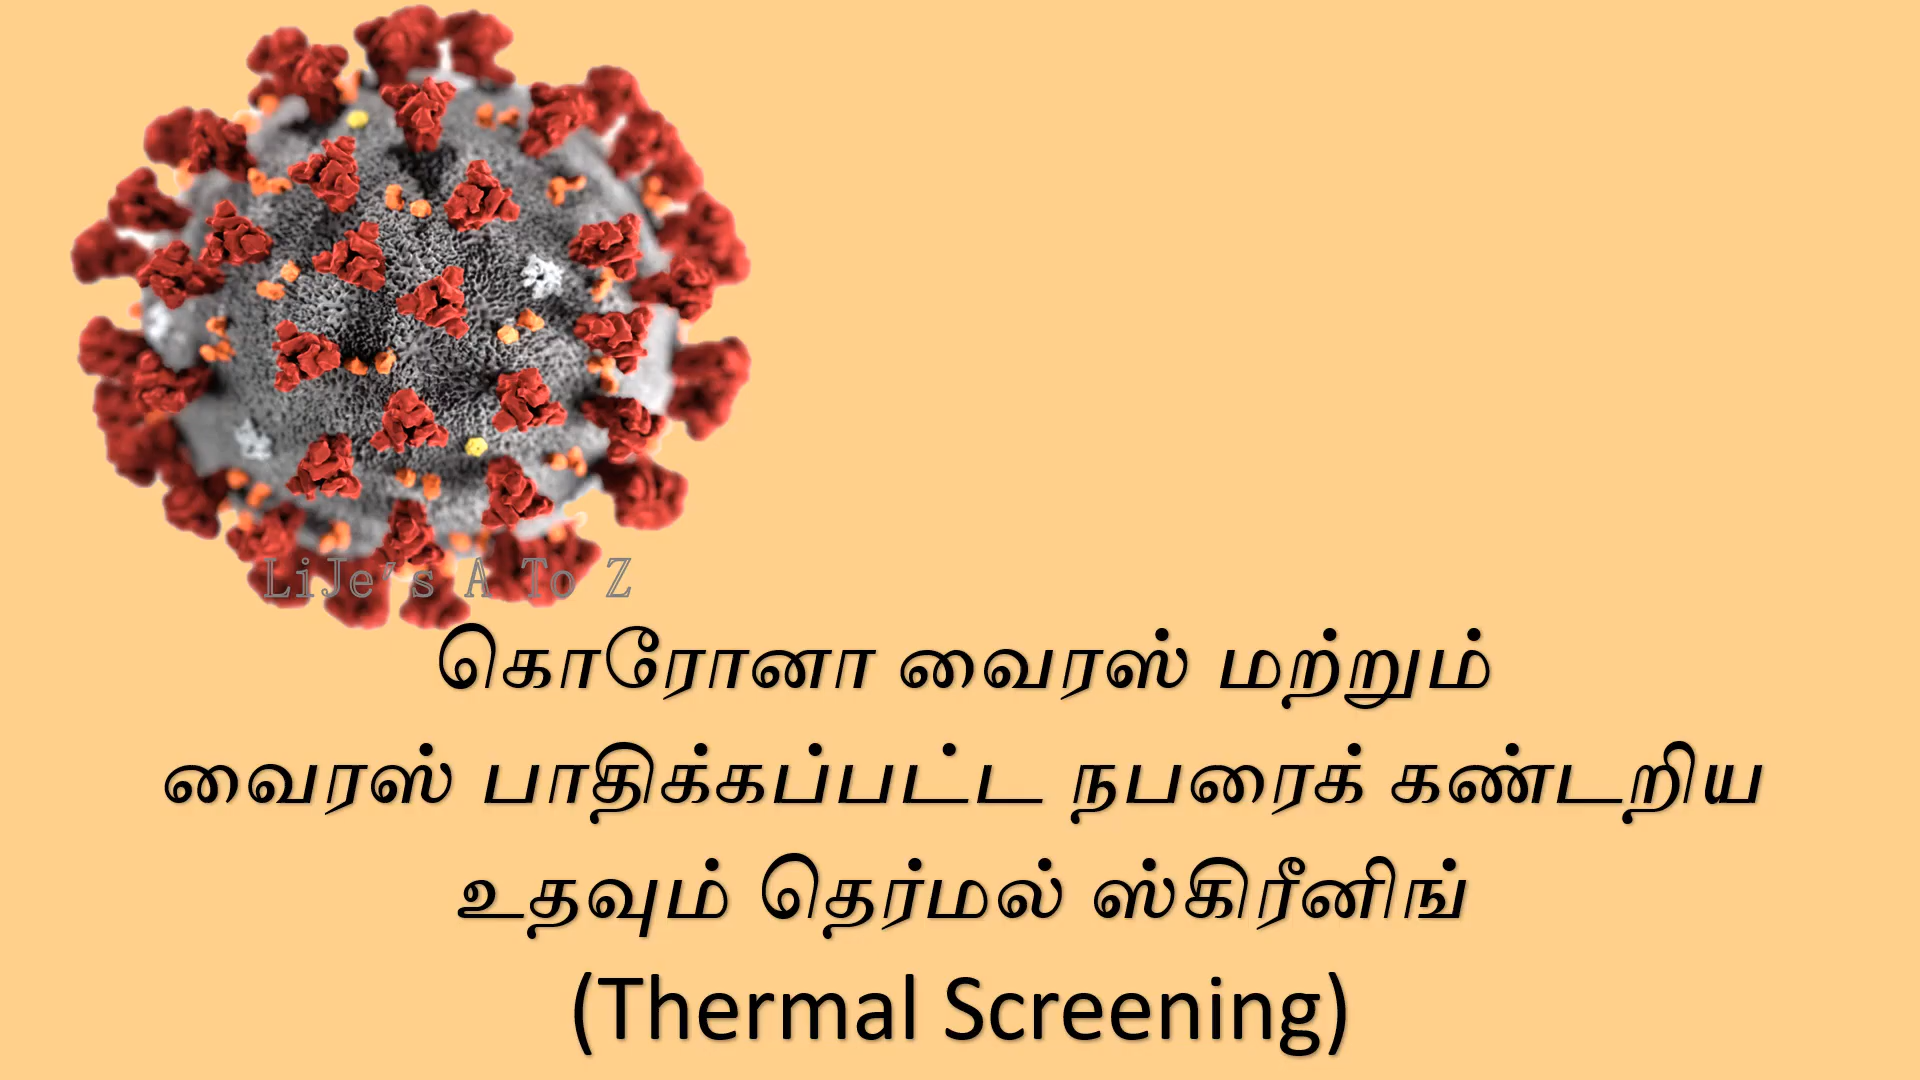 LiJe's A To Z
கொரோனா வைரஸ் மற்றும்
வைரஸ் பாதிக்கப்பட்ட நபரைக் கண்டறிய
உதவும் தெர்மல் ஸ்கிரீனிங்
(Thermal Screening)